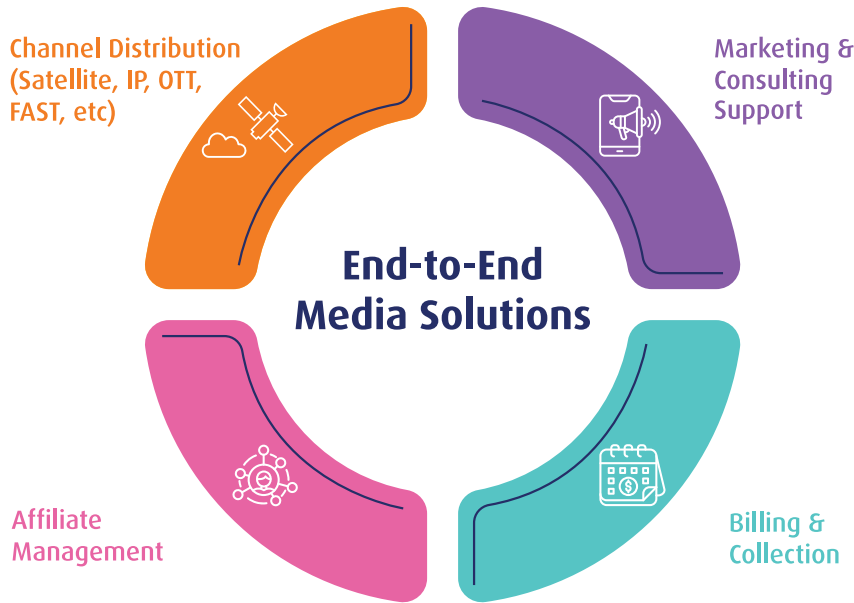 Channel Distribution
(Satellite, IP, OTT,
FAST, etc)
Marketing &
Consulting
Support
End-to-End
Media Solutions
Affiliate
Management
Billing &
Collection